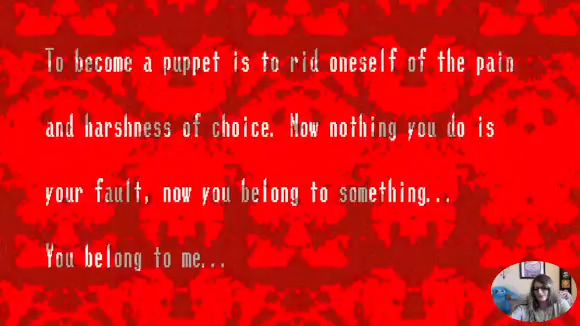 To become a puppet is to rid oneself of the pain
and harshness of choice. Now nothing you do is
your fault, now you belong to something...
You belong to me...